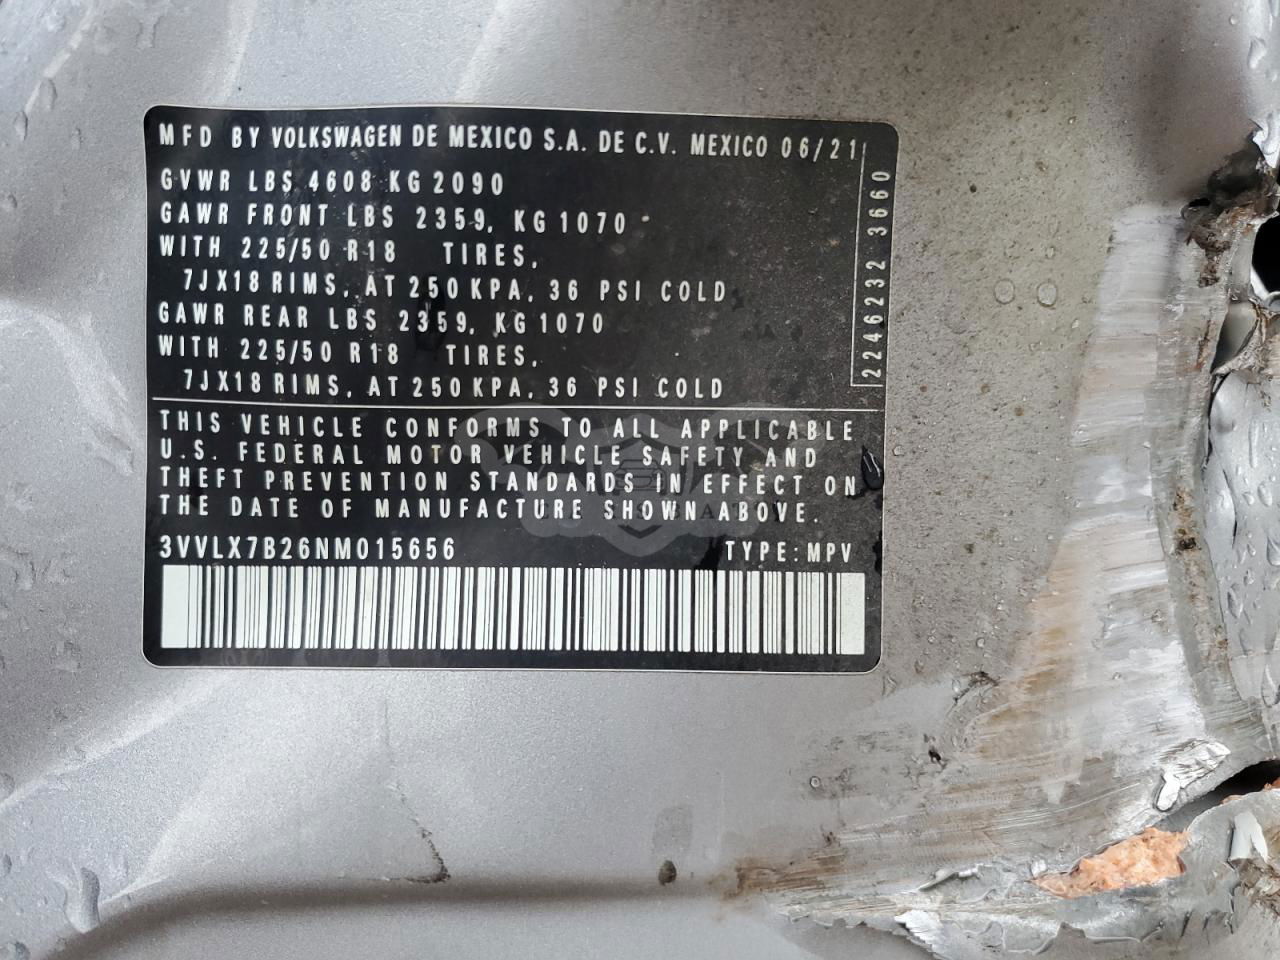 MFD BY VOLKSWAGEN DE MEXICO S.A. DE C.V. MEXICO 06/21
GVWR LBS 4608 KG 2090
GAWR FRONT LBS 2359, KG 1070
WITH 225/50 R18 TIRES,
7JX18 RIMS, AT 250 KPA, 36 PSI COLD
GAWR REAR LBS 2359, KG 1070
WITH 225/50 R18 TIRES,
7JX18 RIMS, AT 250 KPA, 36 PSI COLD
2246232 3660
THIS VEHICLE CONFORMS TO ALL APPLICABLE
U.S. FEDERAL MOTOR VEHICLE SAFETY AND
THEFT PREVENTION STANDARDS IN EFFECT ON
THE DATE OF MANUFACTURE SHOWN ABOVE.
3VVLX7B26NM015656 TYPE: MPV